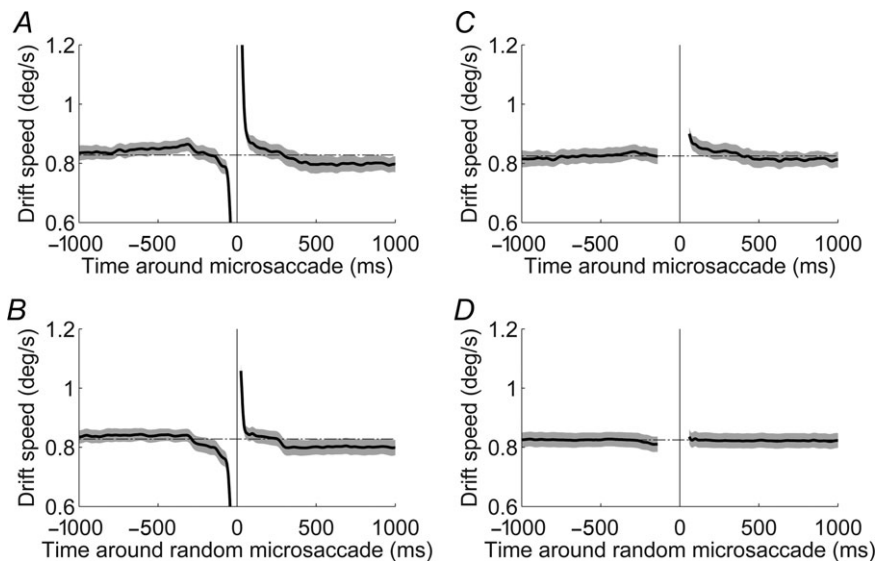 A
Drift speed (deg/s)
1.2
1
0.8
0.6
−1000 −500 0 500 1000
Time around microsaccade (ms)
C
Drift speed (deg/s)
1.2
1
0.8
0.6
−1000 −500 0 500 1000
Time around microsaccade (ms)
B
Drift speed (deg/s)
1.2
1
0.8
0.6
−1000 −500 0 500 1000
Time around random microsaccade (ms)
D
Drift speed (deg/s)
1.2
1
0.8
0.6
−1000 −500 0 500 1000
Time around random microsaccade (ms)